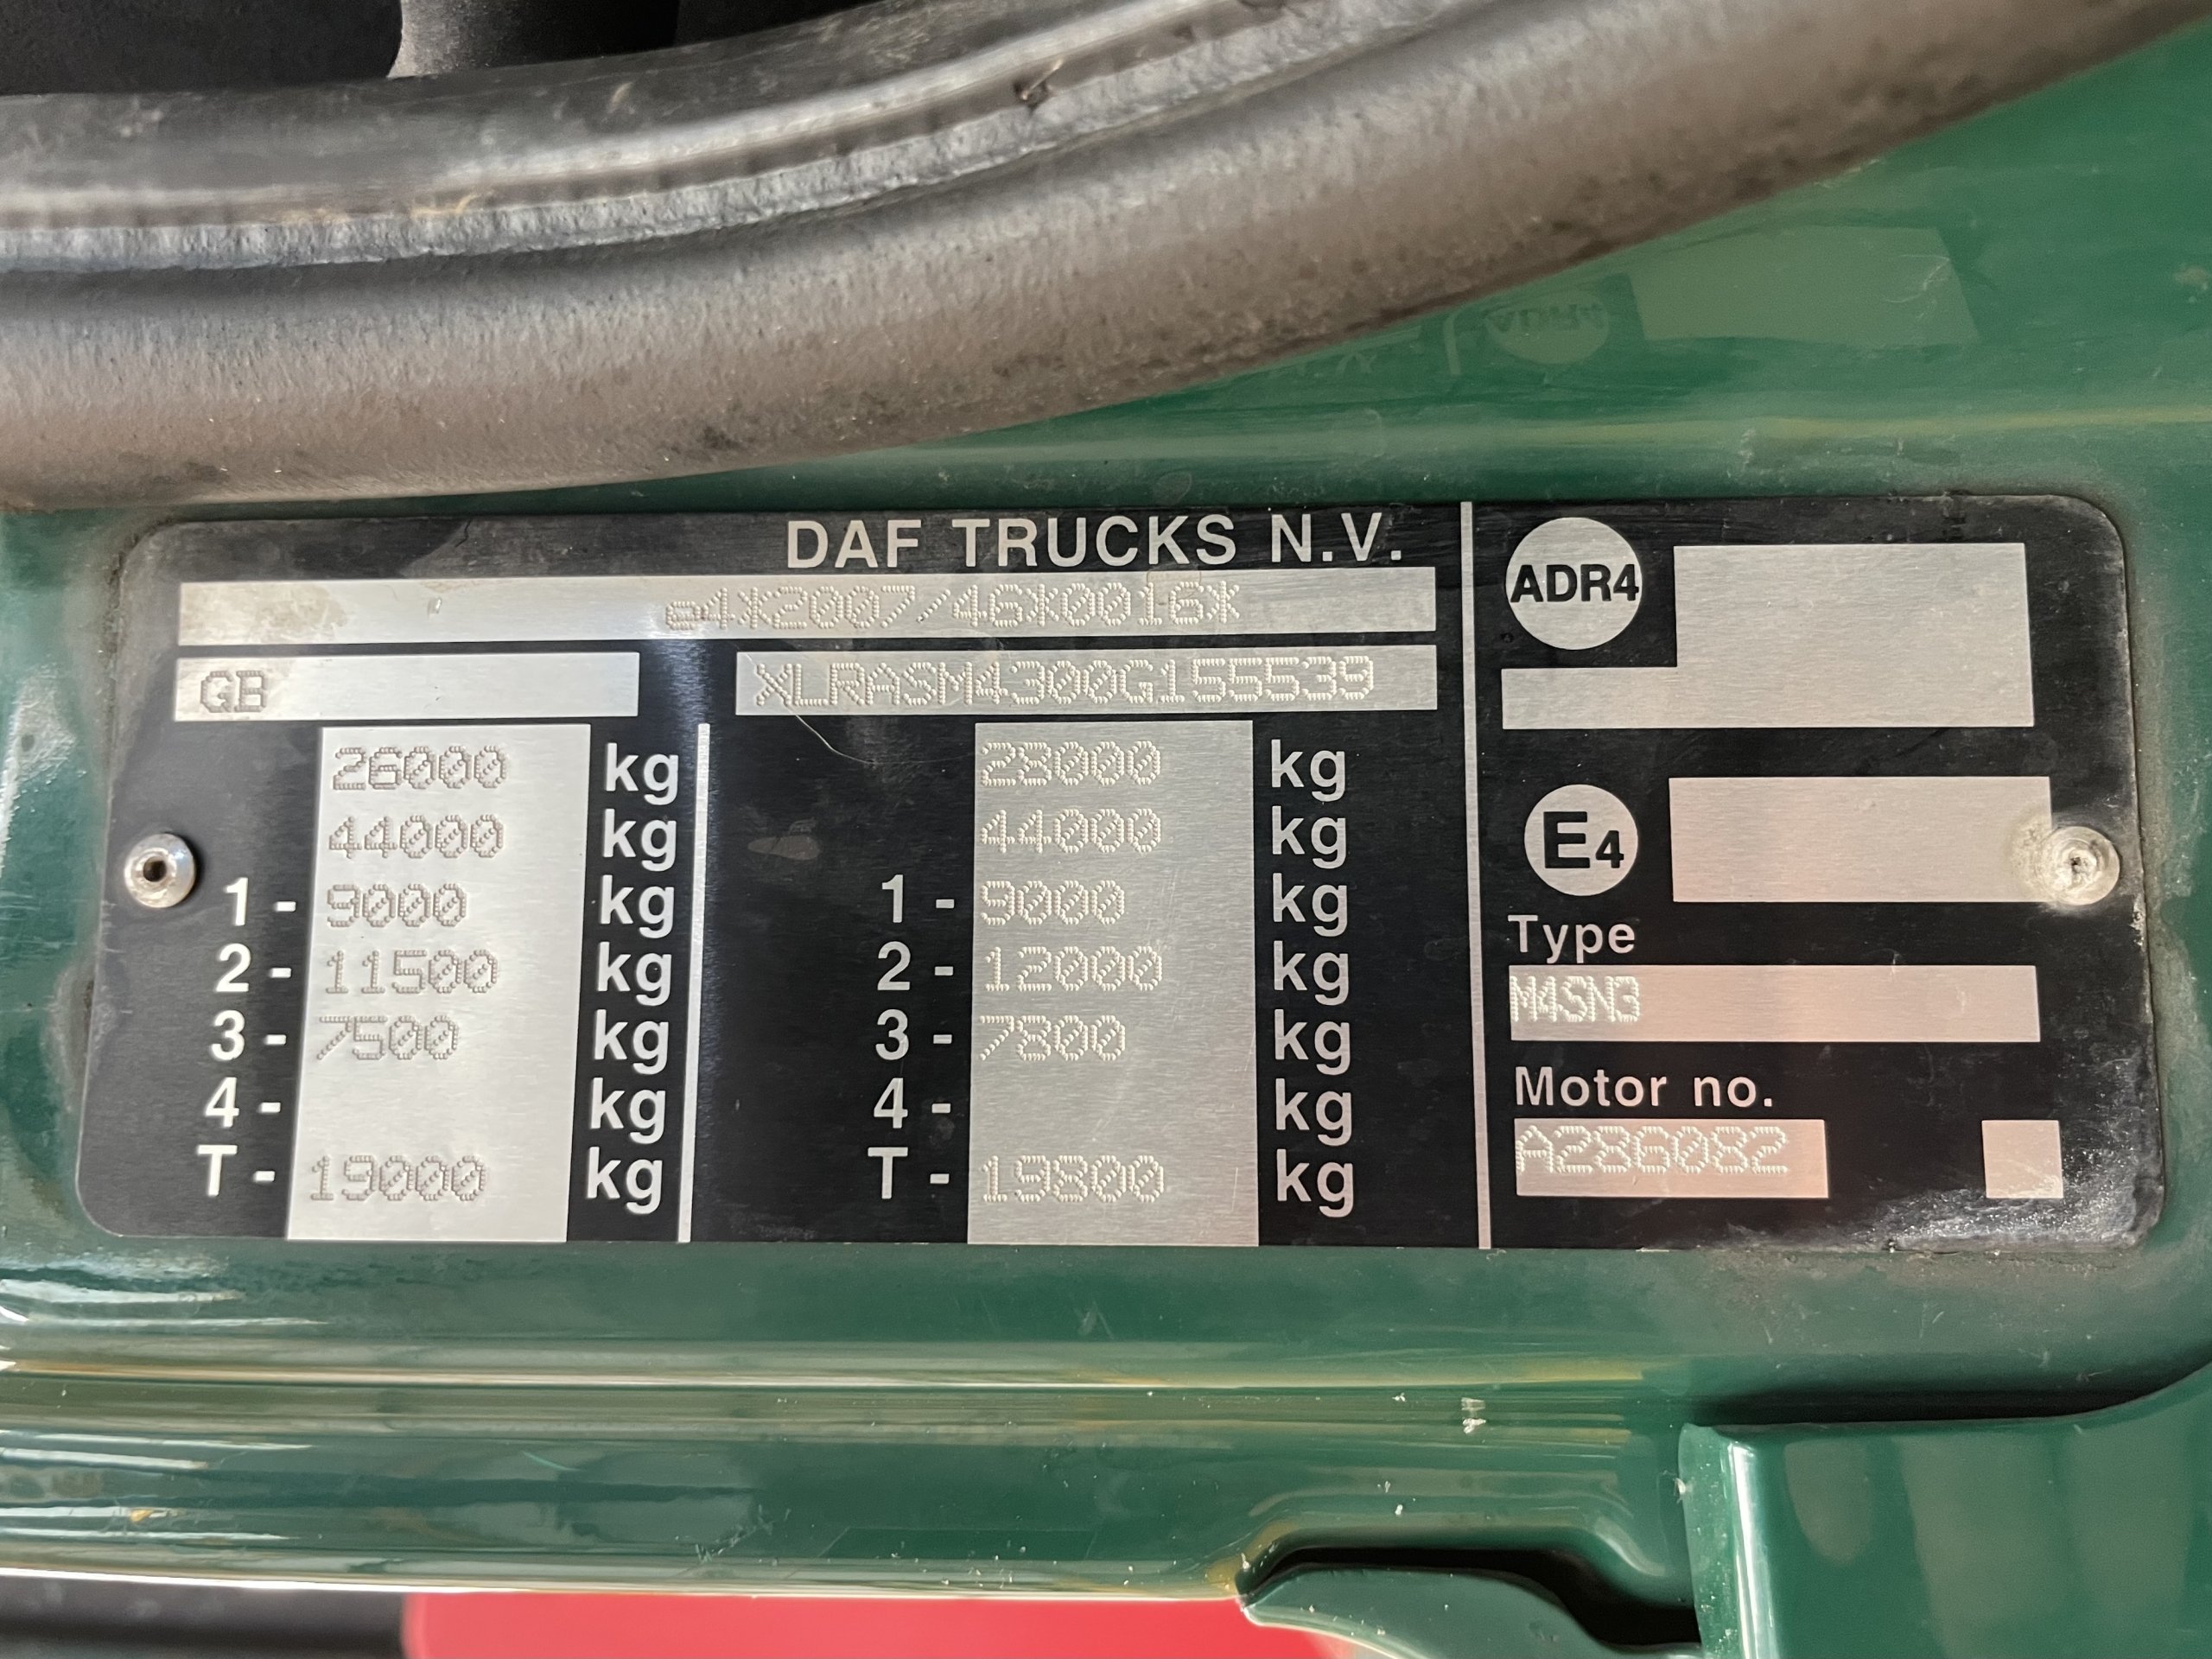 DAF TRUCKS N.V.
e4*2007/46*0016*
GB
XLRASM4300G155539
26000 kg
44000 kg
1- 9000 kg
2- 11500 kg
3- 7500 kg
4- kg
T- 19000 kg
28000 kg
44000 kg
1- 9000 kg
2- 12000 kg
3- 7800 kg
4- kg
T- 19800 kg
ADR4
E4
Type
M4SN3
Motor no.
A286082